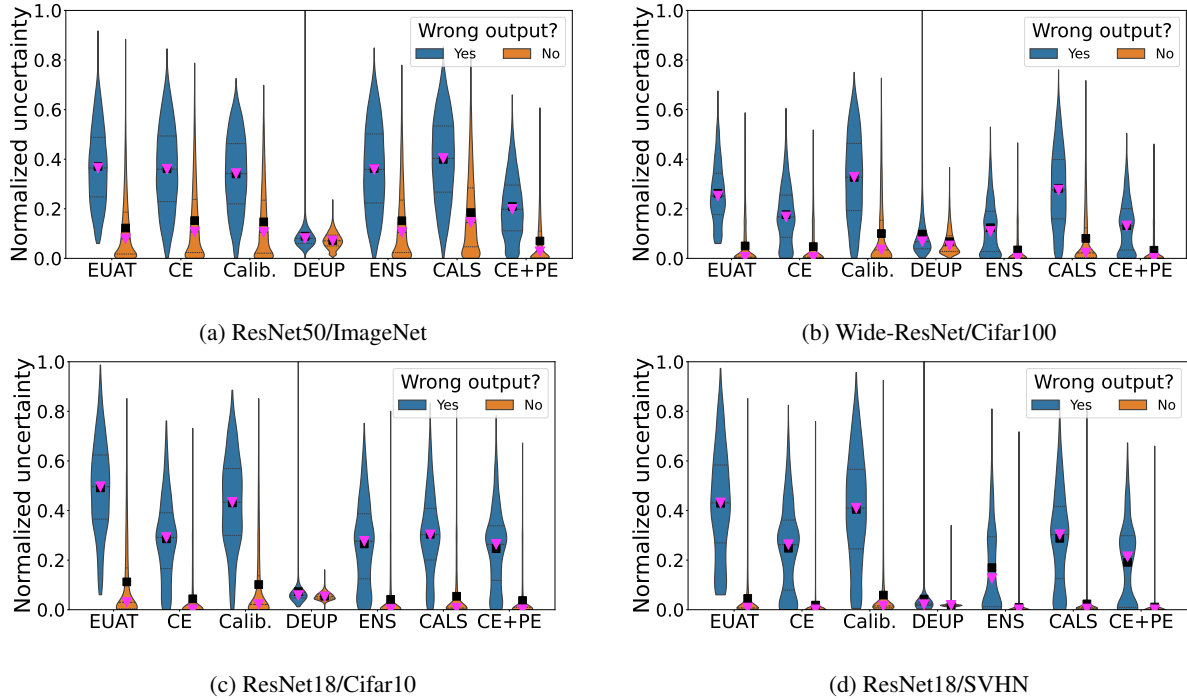 Normalized uncertainty
1.0
0.8
0.6
0.4
0.2
0.0
Wrong output?
Yes No
EUAT CE Calib. DEUP ENS CALS CE+PE
(a) ResNet50/ImageNet
Normalized uncertainty
1.0
0.8
0.6
0.4
0.2
0.0
Wrong output?
Yes No
EUAT CE Calib. DEUP ENS CALS CE+PE
(b) Wide-ResNet/Cifar100
Normalized uncertainty
1.0
0.8
0.6
0.4
0.2
0.0
Wrong output?
Yes No
EUAT CE Calib. DEUP ENS CALS CE+PE
(c) ResNet18/Cifar10
Normalized uncertainty
1.0
0.8
0.6
0.4
0.2
0.0
Wrong output?
Yes No
EUAT CE Calib. DEUP ENS CALS CE+PE
(d) ResNet18/SVHN